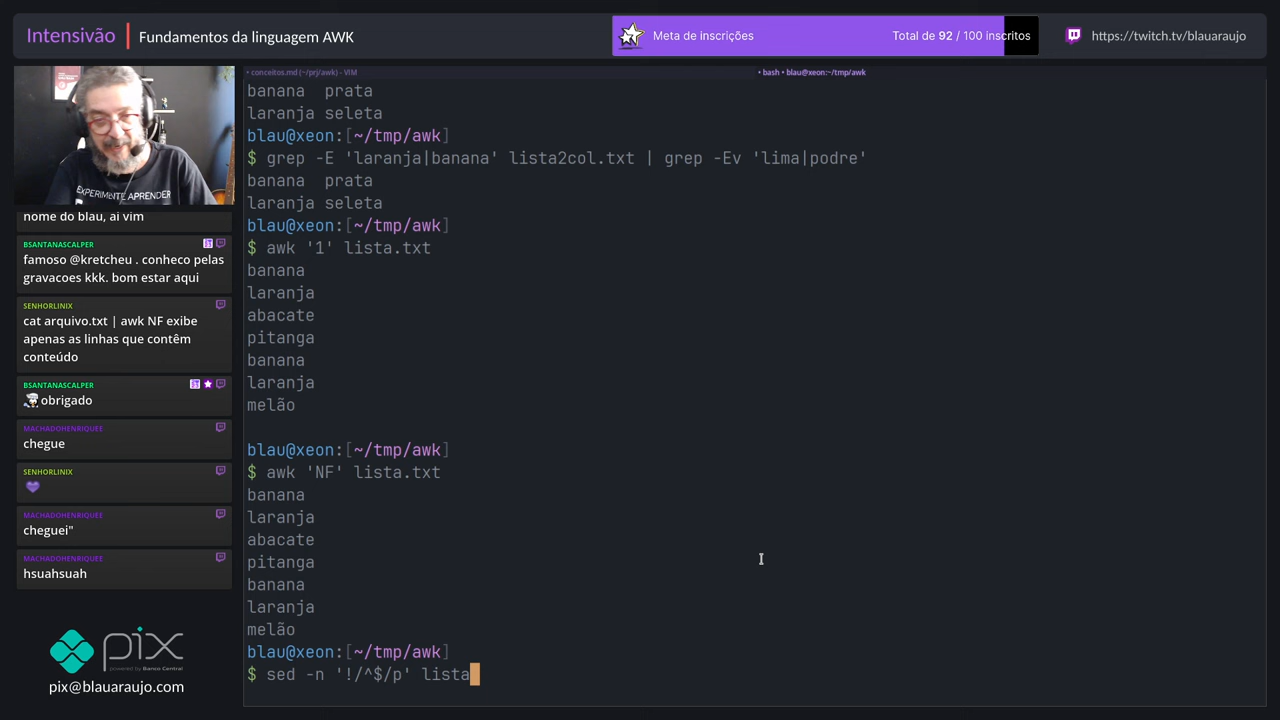 Intensivão
Fundamentos da linguagem AWK
Meta de inscrições
Total de 92 / 100 inscritos
https://twitch.tv/blauaraujo
• conceitos.md (~/prj/awk) - VIM
• bash • blau@xeon:~/tmp/awk
EXPERIMENTE APRENDER
nome do blau, ai vim
BSANTANASCALPER
famoso @kretcheu . conheco pelas
gravacoes kkk. bom estar aqui
SENHORLINIX
cat arquivo.txt | awk NF exibe
apenas as linhas que contêm
conteúdo
BSANTANASCALPER
obrigado
MACHADOHENRIQUEE
chegue
SENHORLINIX
MACHADOHENRIQUEE
cheguei"
MACHADOHENRIQUEE
hsuahsuah
pix
powered by Banco Central
pix@blauaraujo.com
banana  prata
laranja seleta
blau@xeon:[~/tmp/awk]
$ grep -E 'laranja|banana' lista2col.txt | grep -Ev 'lima|podre'
banana  prata
laranja seleta
blau@xeon:[~/tmp/awk]
$ awk '1' lista.txt
banana
laranja
abacate
pitanga
banana
laranja
melão
blau@xeon:[~/tmp/awk]
$ awk 'NF' lista.txt
banana
laranja
abacate
pitanga
banana
laranja
melão
blau@xeon:[~/tmp/awk]
$ sed -n '!/^$/p' lista